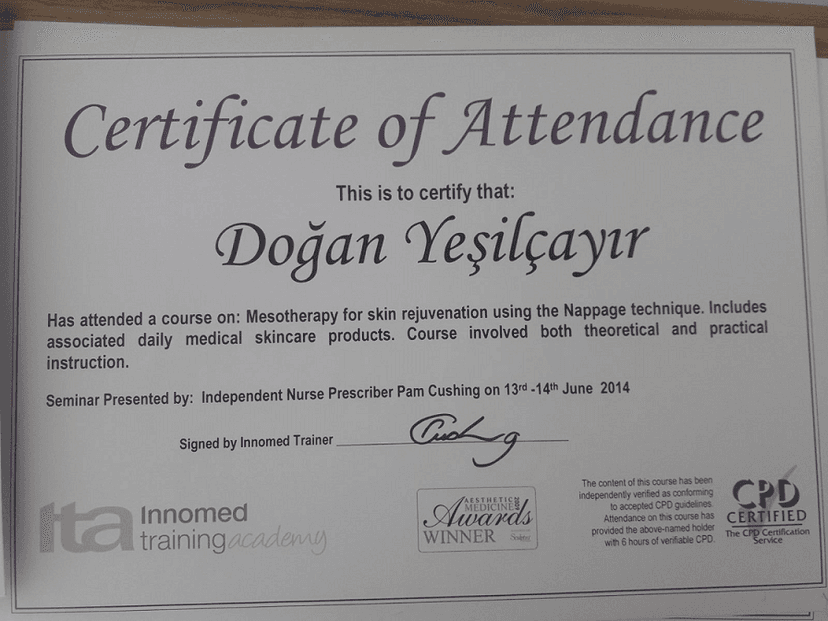 Certificate of Attendance
This is to certify that:
Doğan Yeşilçayır
Has attended a course on: Mesotherapy for skin rejuvenation using the Nappage technique. Includes
associated daily medical skincare products. Course involved both theoretical and practical
instruction.
Seminar Presented by: Independent Nurse Prescriber Pam Cushing on 13rd -14th June 2014
Signed by Innomed Trainer
ita Innomed
training academy
AESTHETIC
MEDICINE
Awards
WINNER
The content of this course has been
independently verified as conforming
to accepted CPD guidelines.
Attendance on this course has
provided the above-named holder
with 6 hours of verifiable CPD.
CPD
CERTIFIED
The CPD Certification
Service